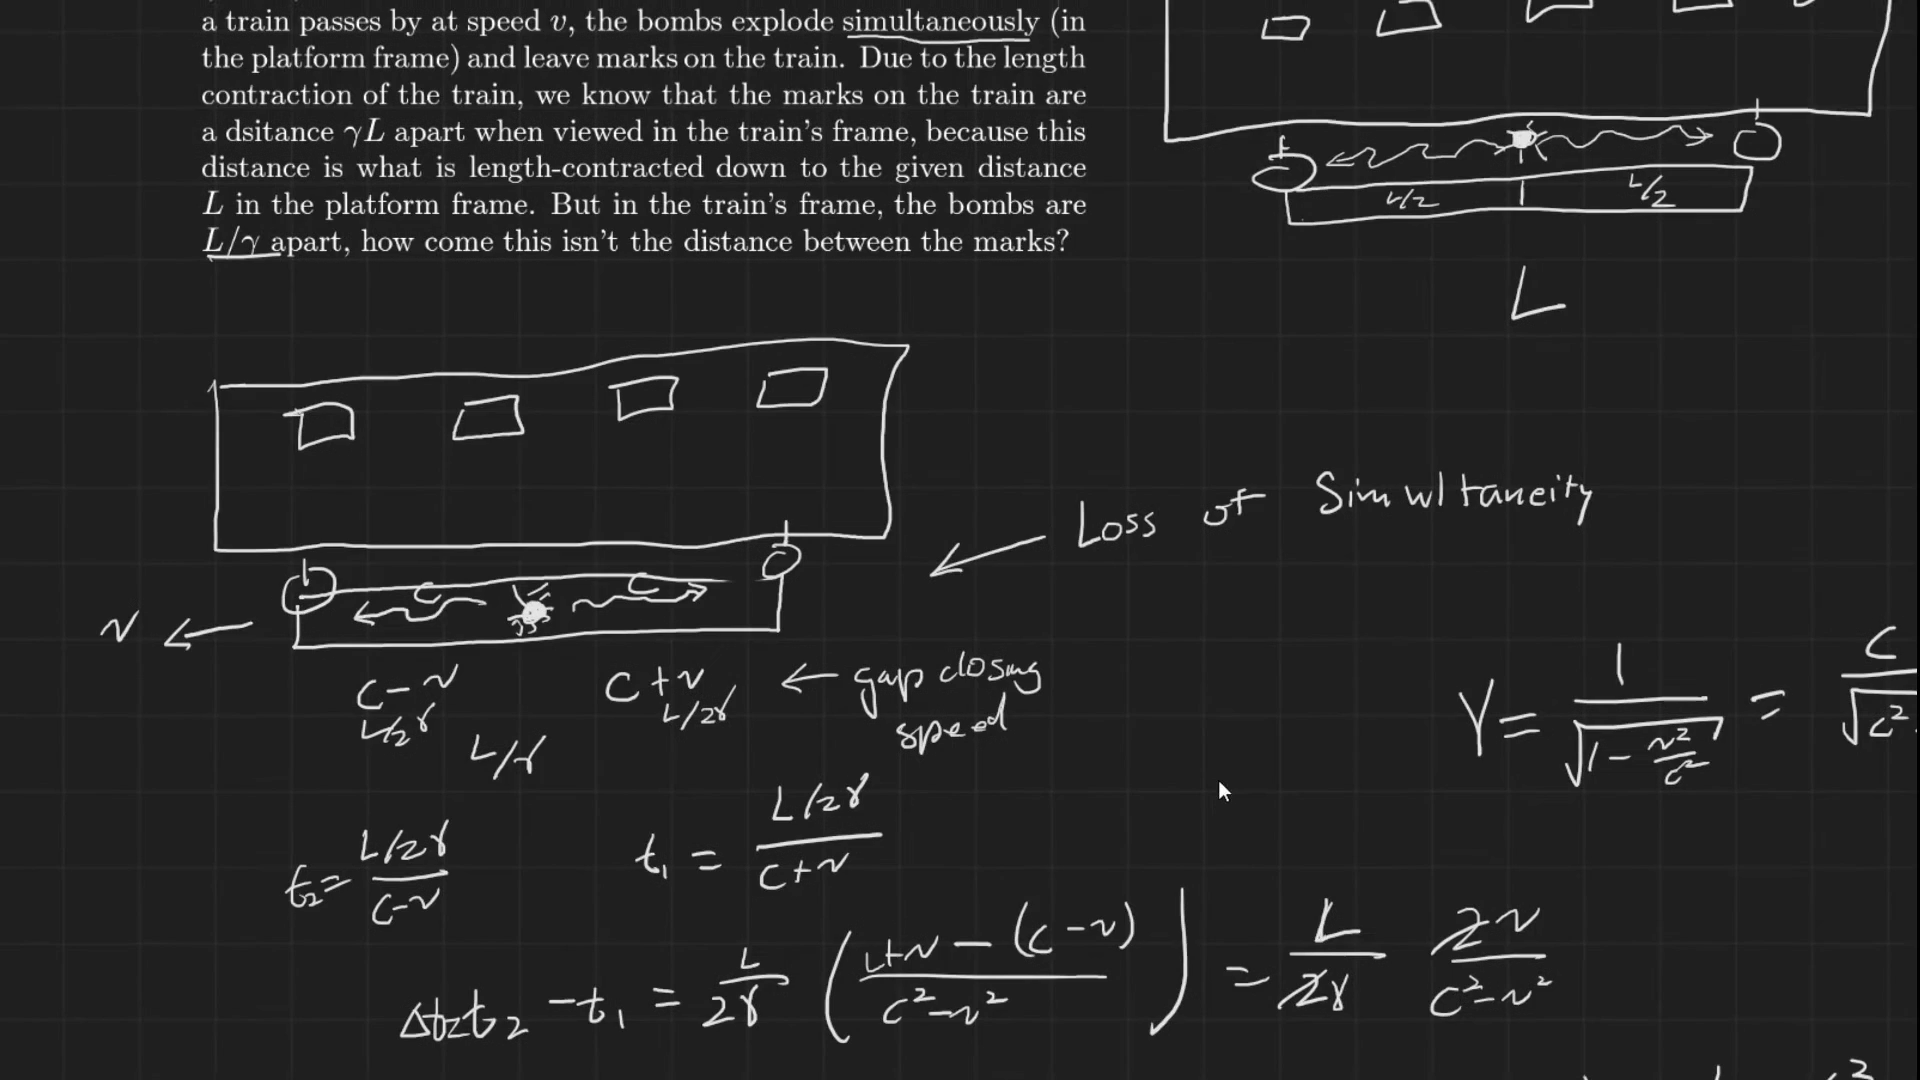 a train passes by at speed v, the bombs explode simultaneously (in
the platform frame) and leave marks on the train. Due to the length
contraction of the train, we know that the marks on the train are
a dsitance γL apart when viewed in the train's frame, because this
distance is what is length-contracted down to the given distance
L in the platform frame. But in the train's frame, the bombs are
L/γ apart, how come this isn't the distance between the marks?
L/2 L/2
L
Loss of Simultaneity
c c
v
c-v c+v ← gap closing
L/2γ L/2γ speed
L/γ
γ = 1/√(1 - v²/c²) = c/√c²
t₂ = (L/2γ)/(c-v) t₁ = (L/2γ)/(c+v)
Δt = t₂ - t₁ = L/2γ ( (c+v - (c-v))/(c²-v²) ) = L/2γ 2v/(c²-v²)